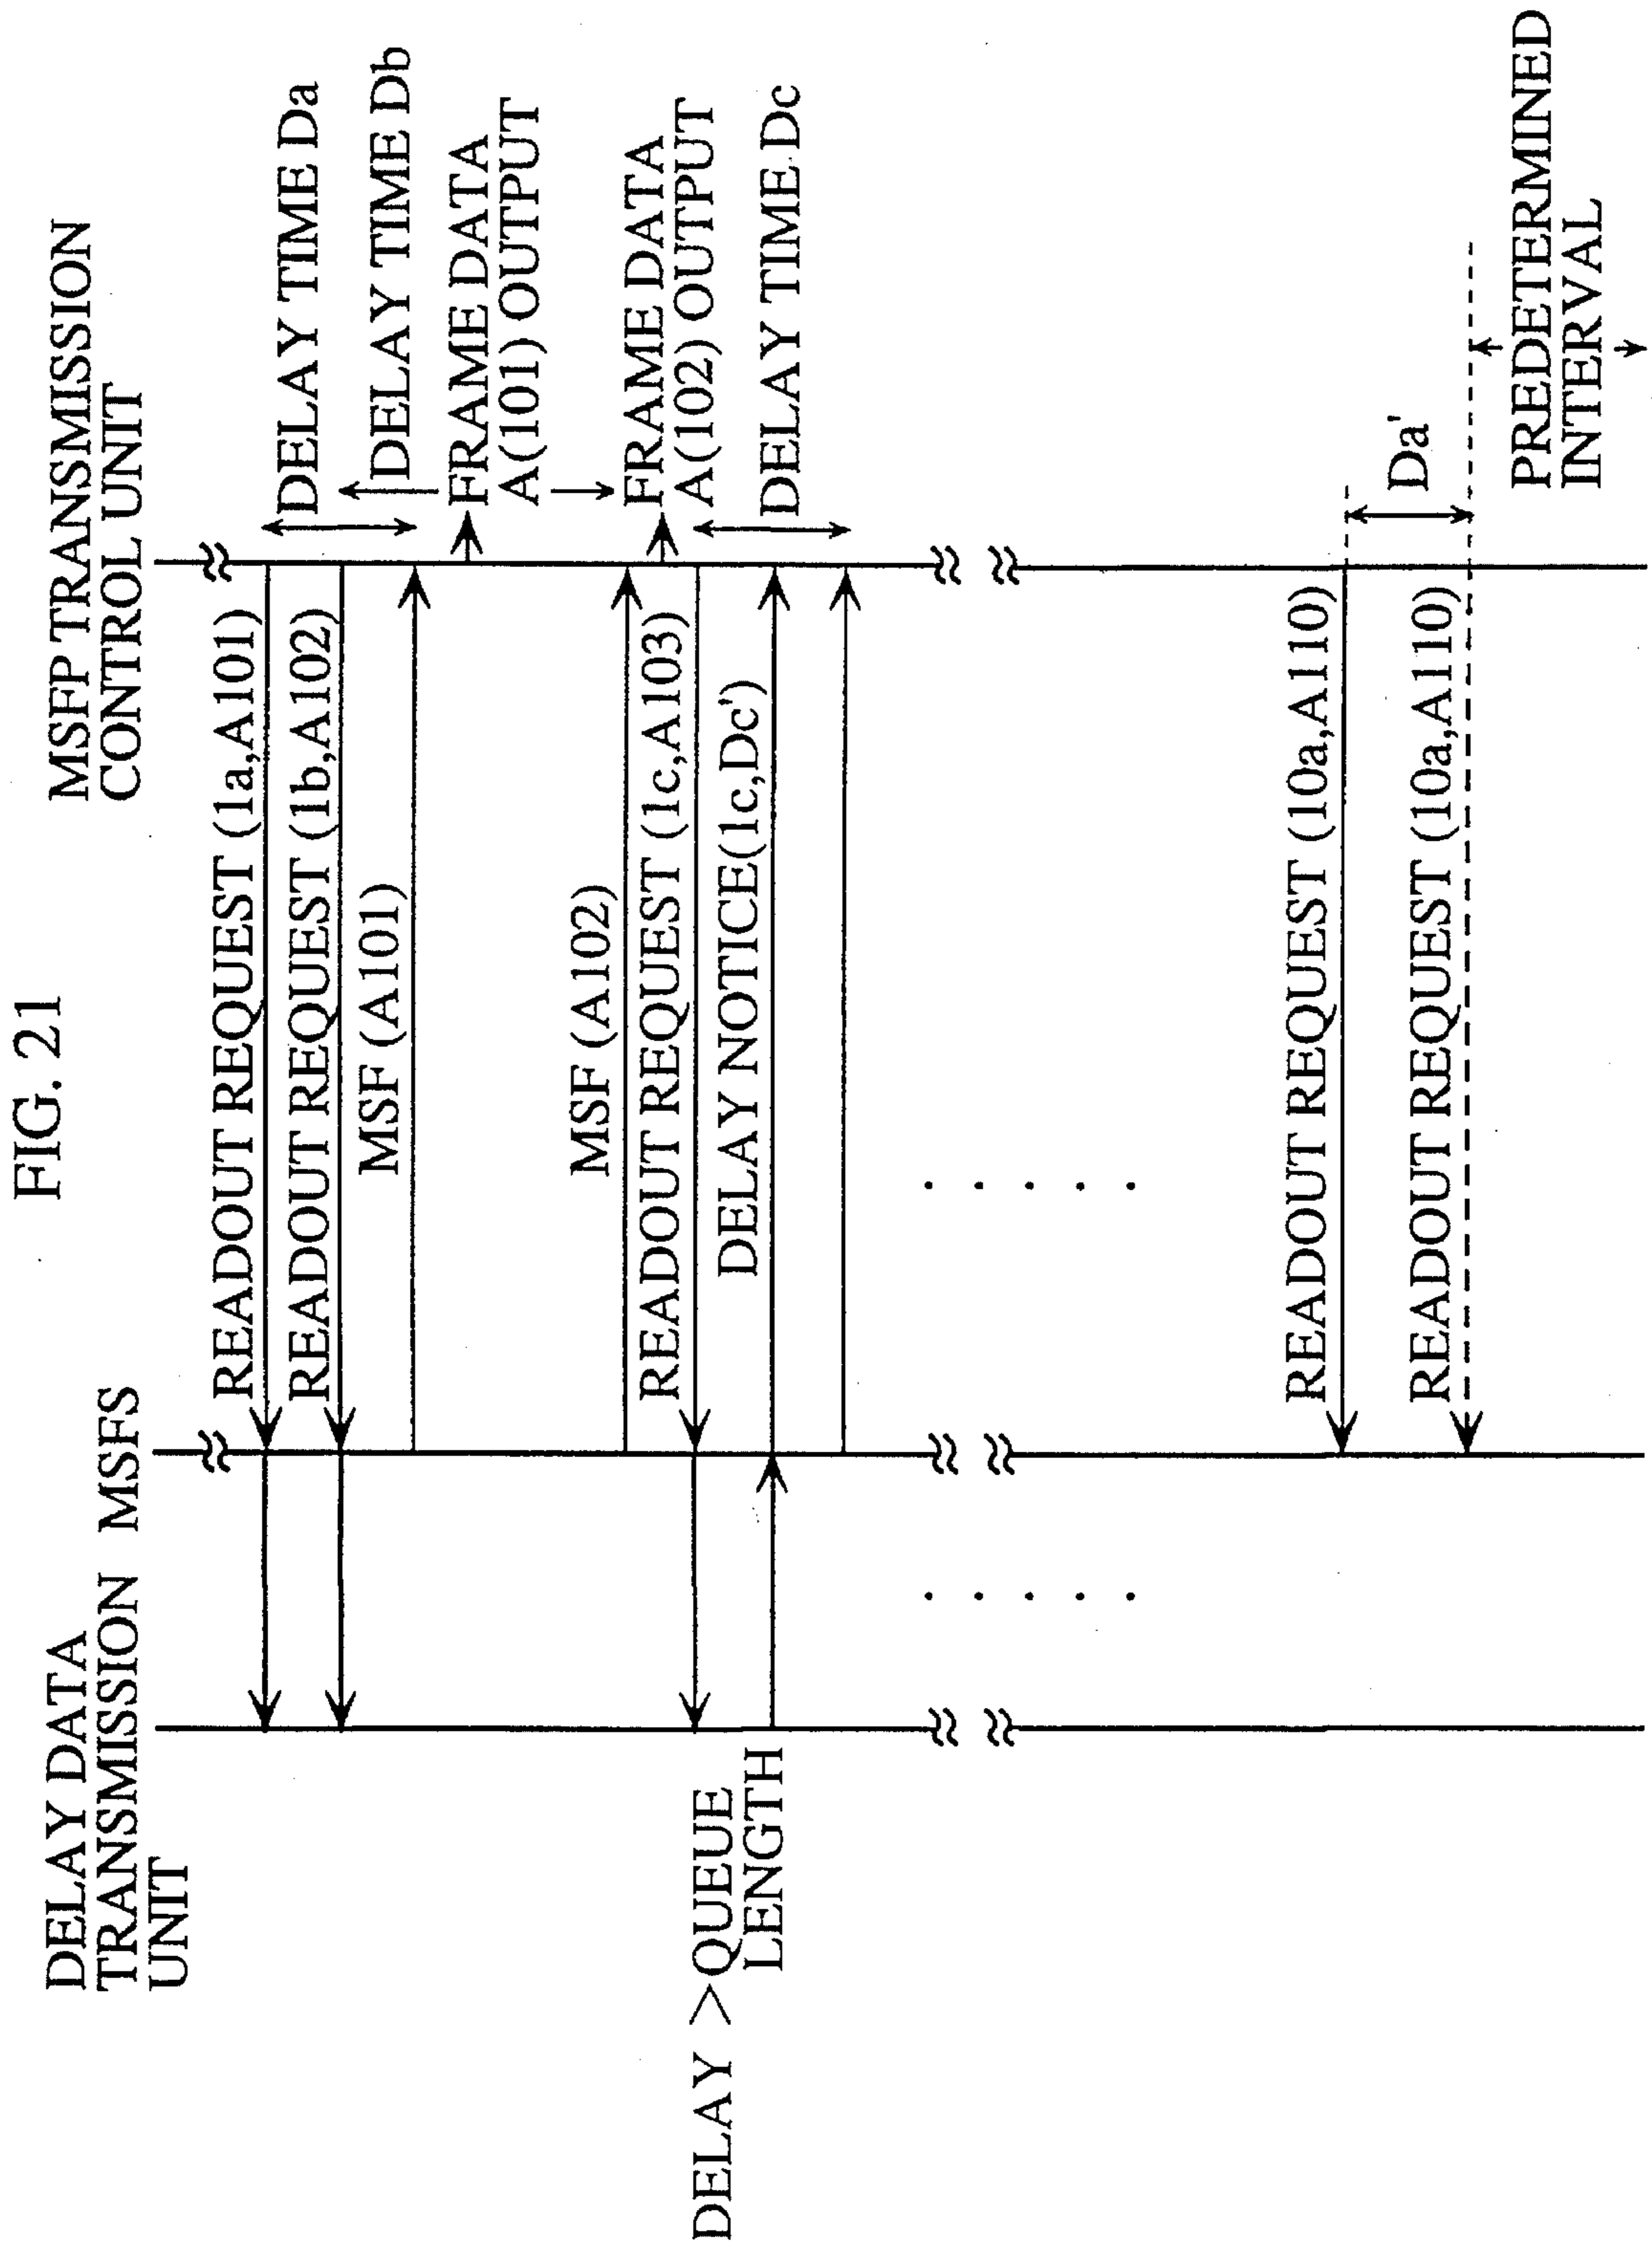 FIG. 21
DELAY DATA
TRANSMISSION
UNIT
MSFS
MSFP TRANSMISSION
CONTROL UNIT
READOUT REQUEST (1a,A101)
DELAY TIME Da
READOUT REQUEST (1b,A102)
DELAY TIME Db
MSF (A101)
FRAME DATA
A(101) OUTPUT
MSF (A102)
FRAME DATA
A(102) OUTPUT
READOUT REQUEST (1c,A103)
DELAY > QUEUE
LENGTH
DELAY NOTICE(1c,Dc')
DELAY TIME Dc
READOUT REQUEST (10a,A110)
Da'
READOUT REQUEST (10a,A110)
PREDETERMINED
INTERVAL